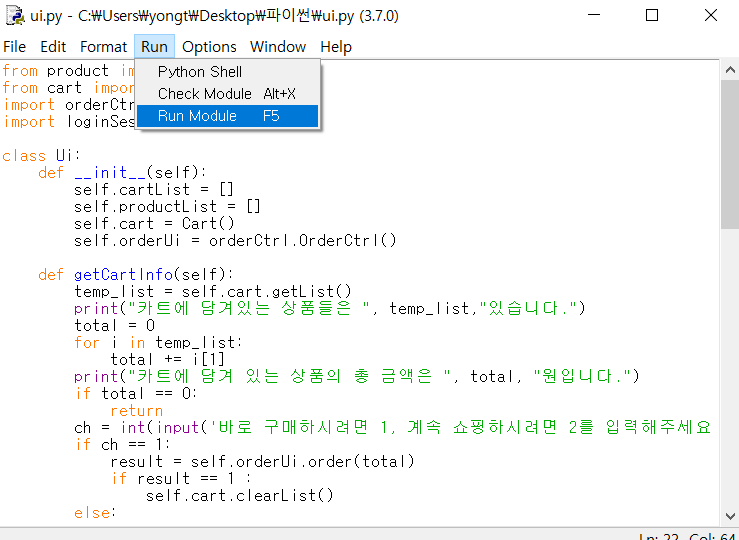 ui.py - C:₩Users₩yongt₩Desktop₩파이썬₩ui.py (3.7.0)
File Edit Format Run Options Window Help
Python Shell
Check Module Alt+X
Run Module F5
from product im
from cart impor
import orderCtr
import loginSes
class Ui:
def __init__(self):
self.cartList = []
self.productList = []
self.cart = Cart()
self.orderUi = orderCtrl.OrderCtrl()
def getCartInfo(self):
temp_list = self.cart.getList()
print("카트에 담겨있는 상품들은 ", temp_list,"있습니다.")
total = 0
for i in temp_list:
total += i[1]
print("카트에 담겨 있는 상품의 총 금액은 ", total, "원입니다.")
if total == 0:
return
ch = int(input('바로 구매하시려면 1, 계속 쇼핑하시려면 2를 입력해주세요
if ch == 1:
result = self.orderUi.order(total)
if result == 1 :
self.cart.clearList()
else:
Ln: 22 Col: 64